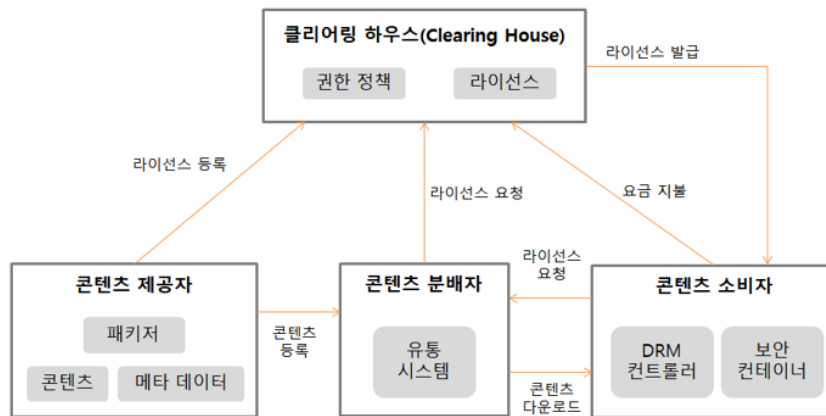 클리어링 하우스(Clearing House)
권한 정책
라이선스
라이선스 발급
라이선스 등록
라이선스 요청
요금 지불
콘텐츠 제공자
패키저
콘텐츠
메타 데이터
콘텐츠
등록
콘텐츠 분배자
유통
시스템
라이선스
요청
콘텐츠
다운로드
콘텐츠 소비자
DRM
컨트롤러
보안
컨테이너